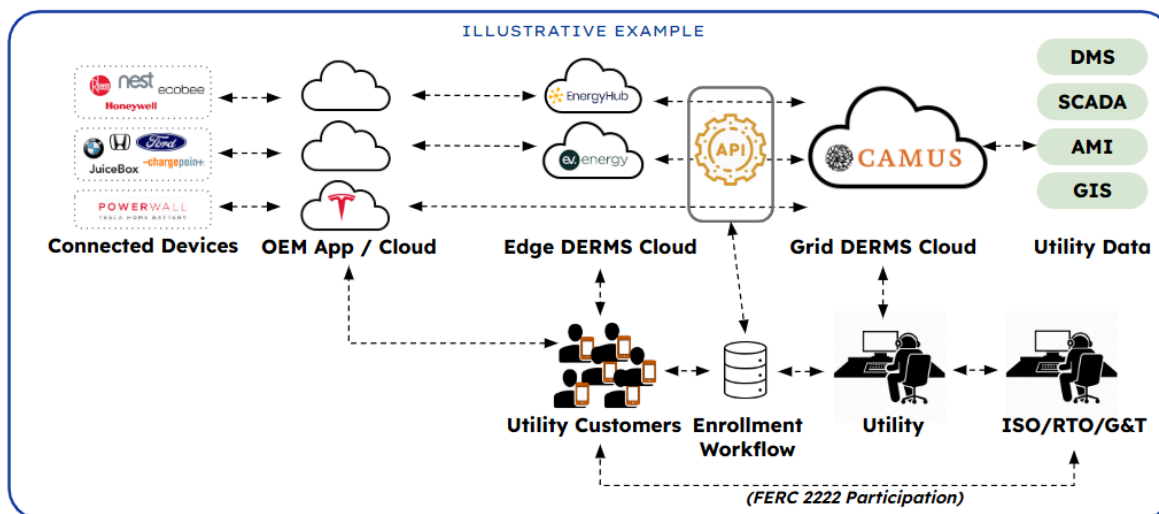 ILLUSTRATIVE EXAMPLE
Rheem
nest
ecobee
Honeywell
EnergyHub
API
CAMUS
DMS
SCADA
AMI
GIS
Ford
JuiceBox
chargepoin+
ev.energy
POWERWALL
TESLA HOME BATTERY
Connected Devices
OEM App / Cloud
Edge DERMS Cloud
Grid DERMS Cloud
Utility Data
Utility Customers
Enrollment
Workflow
Utility
ISO/RTO/G&T
(FERC 2222 Participation)